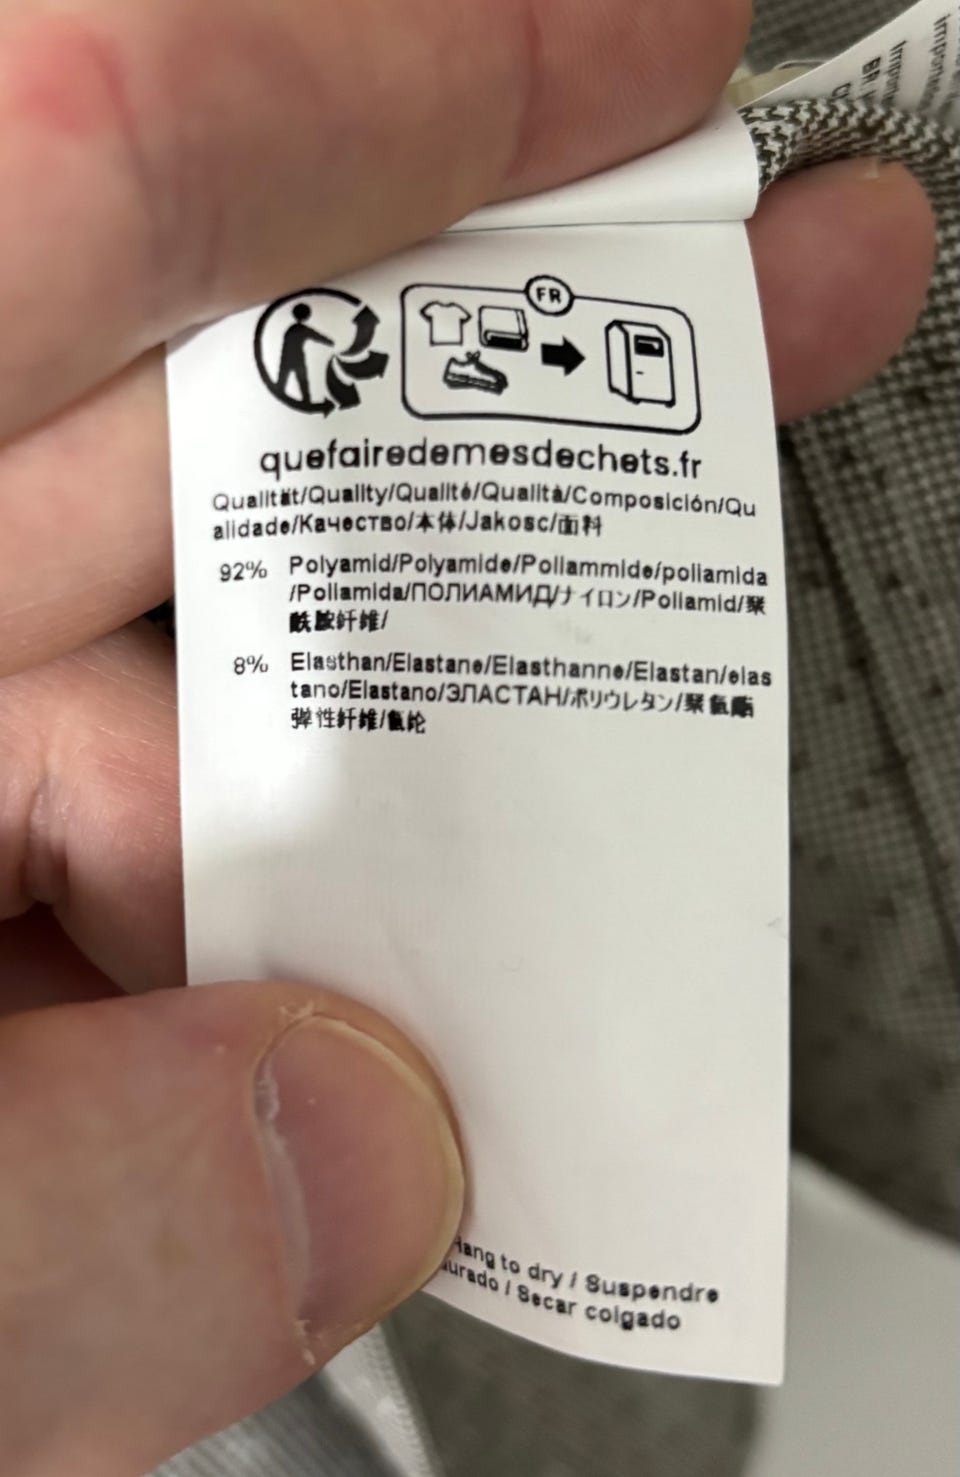 FR
quefairedemesdechets.fr
Qualität/Quality/Qualité/Qualità/Composición/Qu
alidade/Качество/本体/Jakosc/面料
92% Polyamid/Polyamide/Poliammide/poliamida
/Poliamida/ПОЛИАМИД/ナイロン/Poliamid/聚
酰胺纤维/
8% Elasthan/Elastane/Elasthanne/Elastan/elas
tano/Elastano/ЭЛАСТАН/ポリウレタン/聚氨酯
弹性纤维/氨纶
Hang to dry / Suspendre
/ Secar colgado